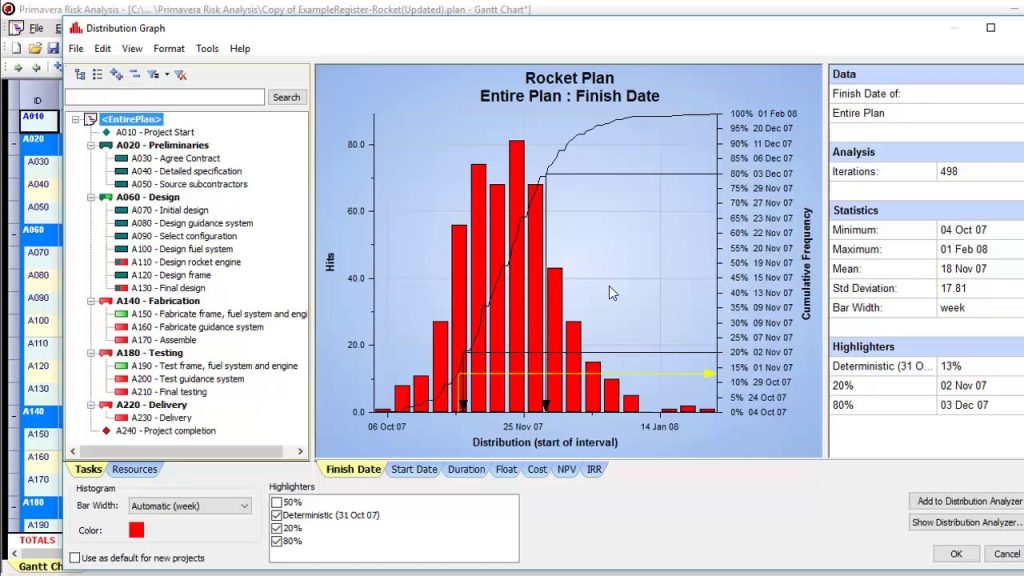 Primavera Risk Analysis - [C:\... \Primavera Risk Analysis\Copy of ExampleRegister-Rocket(Updated).plan - Gantt Chart"]
File
Distribution Graph
File Edit View Format Tools Help
Search
ID
A010
A020
A030
A040
A050
A060
A070
A080
A090
A100
A110
A120
A130
A140
A150
A160
A170
A180
A190
TOTALS
Gantt Ch
<EntirePlan>
A010 - Project Start
A020 - Preliminaries
A030 - Agree Contract
A040 - Detailed specification
A050 - Source subcontractors
A060 - Design
A070 - Initial design
A080 - Design guidance system
A090 - Select configuration
A100 - Design fuel system
A110 - Design rocket engine
A120 - Design frame
A130 - Final design
A140 - Fabrication
A150 - Fabricate frame, fuel system and engi
A160 - Fabricate guidance system
A170 - Assemble
A180 - Testing
A190 - Test frame, fuel system and engine
A200 - Test guidance system
A210 - Final testing
A220 - Delivery
A230 - Delivery
A240 - Project completion
Tasks Resources
Rocket Plan
Entire Plan : Finish Date
Hits
80.0
60.0
40.0
20.0
0.0
06 Oct 07 25 Nov 07 14 Jan 08
Distribution (start of interval)
100% 01 Feb 08
95% 20 Dec 07
90% 11 Dec 07
85% 06 Dec 07
80% 03 Dec 07
75% 29 Nov 07
70% 27 Nov 07
65% 23 Nov 07
60% 22 Nov 07
55% 20 Nov 07
50% 19 Nov 07
45% 15 Nov 07
40% 13 Nov 07
35% 09 Nov 07
30% 07 Nov 07
25% 07 Nov 07
20% 02 Nov 07
15% 01 Nov 07
10% 29 Oct 07
5% 24 Oct 07
0% 04 Oct 07
Cumulative Frequency
Finish Date Start Date Duration Float Cost NPV IRR
Data
Finish Date of:
Entire Plan
Analysis
Iterations: 498
Statistics
Minimum: 04 Oct 07
Maximum: 01 Feb 08
Mean: 18 Nov 07
Std Deviation: 17.81
Bar Width: week
Highlighters
Deterministic (31 O... 13%
20% 02 Nov 07
80% 03 Dec 07
Histogram
Bar Width: Automatic (week)
Color:
Use as default for new projects
Highlighters
50%
Deterministic (31 Oct 07)
20%
80%
Add to Distribution Analyzer
Show Distribution Analyzer...
OK Cancel